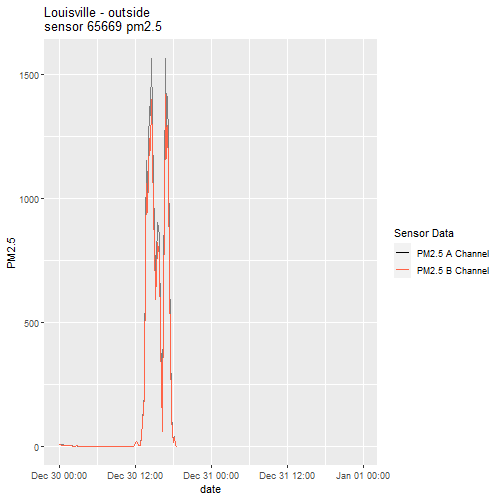 Louisville - outside
sensor 65669 pm2.5
1500
1000
500
0
PM2.5
Dec 30 00:00
Dec 30 12:00
Dec 31 00:00
Dec 31 12:00
Jan 01 00:00
date
Sensor Data
PM2.5 A Channel
PM2.5 B Channel